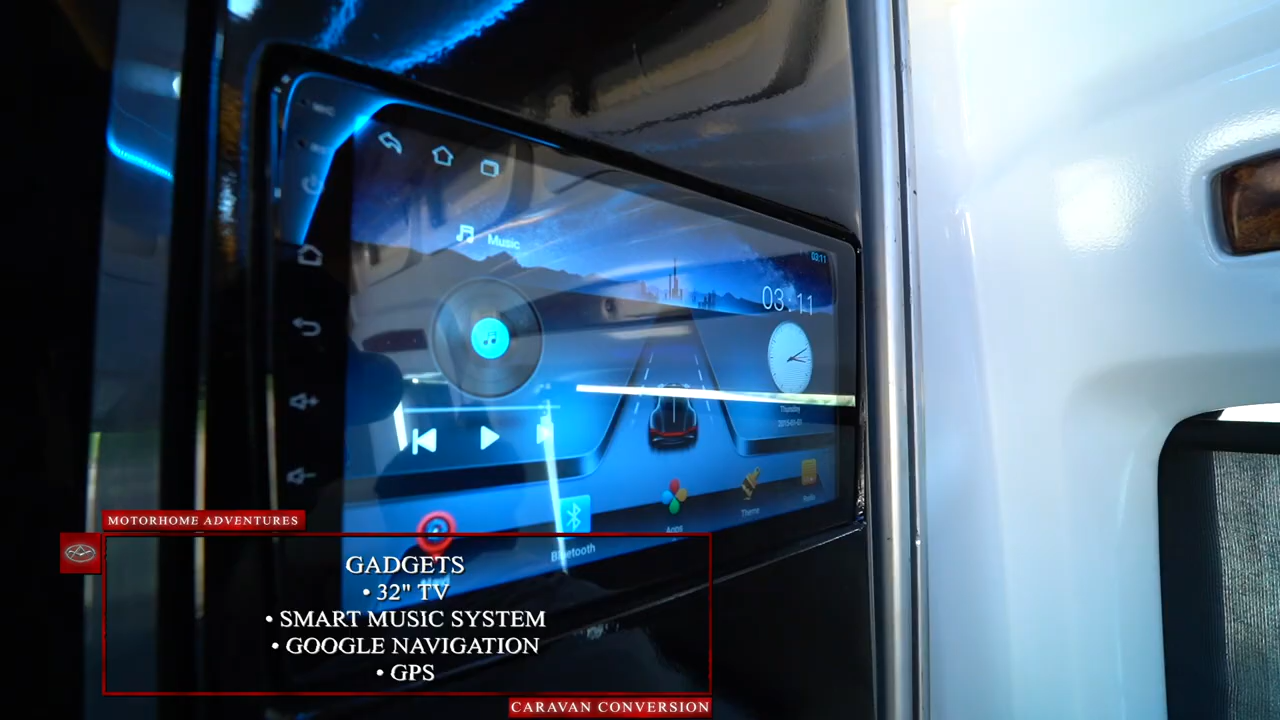 Music
03:11
03:11
Thursday
Apps
Theme
Radio
Bluetooth
MOTORHOME ADVENTURES
GADGETS
• 32" TV
• SMART MUSIC SYSTEM
• GOOGLE NAVIGATION
• GPS
CARAVAN CONVERSION